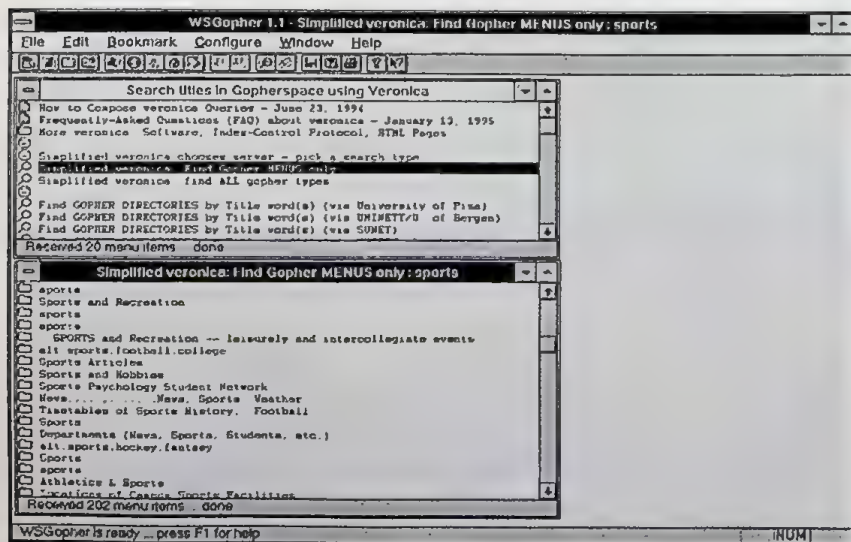 WSGopher 1.1 - Simplified veronica: Find Gopher MENUS only : sports
File Edit Bookmark Configure Window Help
Search titles in Gopherspace using Veronica
How to Compose veronica Queries - June 23, 1994
Frequently-Asked Questions (FAQ) about veronica - January 13, 1995
More veronica Software, Index-Control Protocol, HTML Pages
Simplified veronica chooses server - pick a search type
Simplified veronica Find Gopher MENUS only
Simplified veronica find ALL gopher types
Find GOPHER DIRECTORIES by Title word(s) (via University of Pisa)
Find GOPHER DIRECTORIES by Title word(s) (via UNINETT/U of Bergen)
Find GOPHER DIRECTORIES by Title word(s) (via SUNET)
Received 20 menu items done
Simplified veronica: Find Gopher MENUS only : sports
sports
Sports and Recreation
sports
sports
SPORTS and Recreation -- leisurely and intercollegiate events
alt sports.football.college
Sports Articles
Sports and Hobbies
Sports Psychology Student Network
News, Sports Weather
Timetables of Sports History, Football
Sports
Departments (News, Sports, Students, etc.)
alt.sports.hockey.fantasy
Sports
sports
Athletics & Sports
Locations of Campus Sports Facilities
Received 202 menu items . done
WSGopher is ready ... press F1 for help
NUM